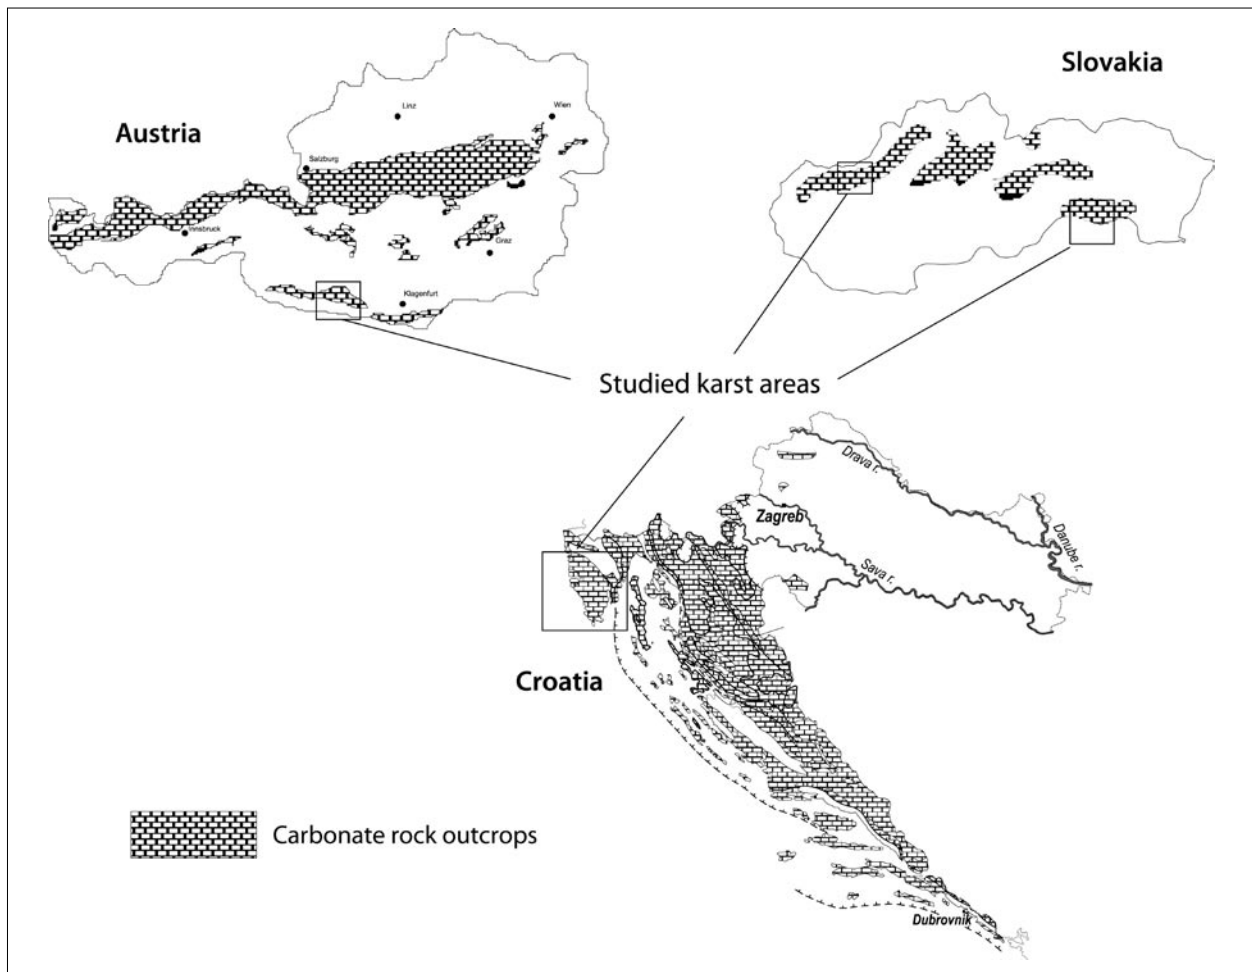 Slovakia
Austria
Linz
Wien
Salzburg
Innsbruck
Graz
Klagenfurt
Studied karst areas
Drava r.
Zagreb
Danube r.
Sava r.
Croatia
Carbonate rock outcrops
Dubrovnik